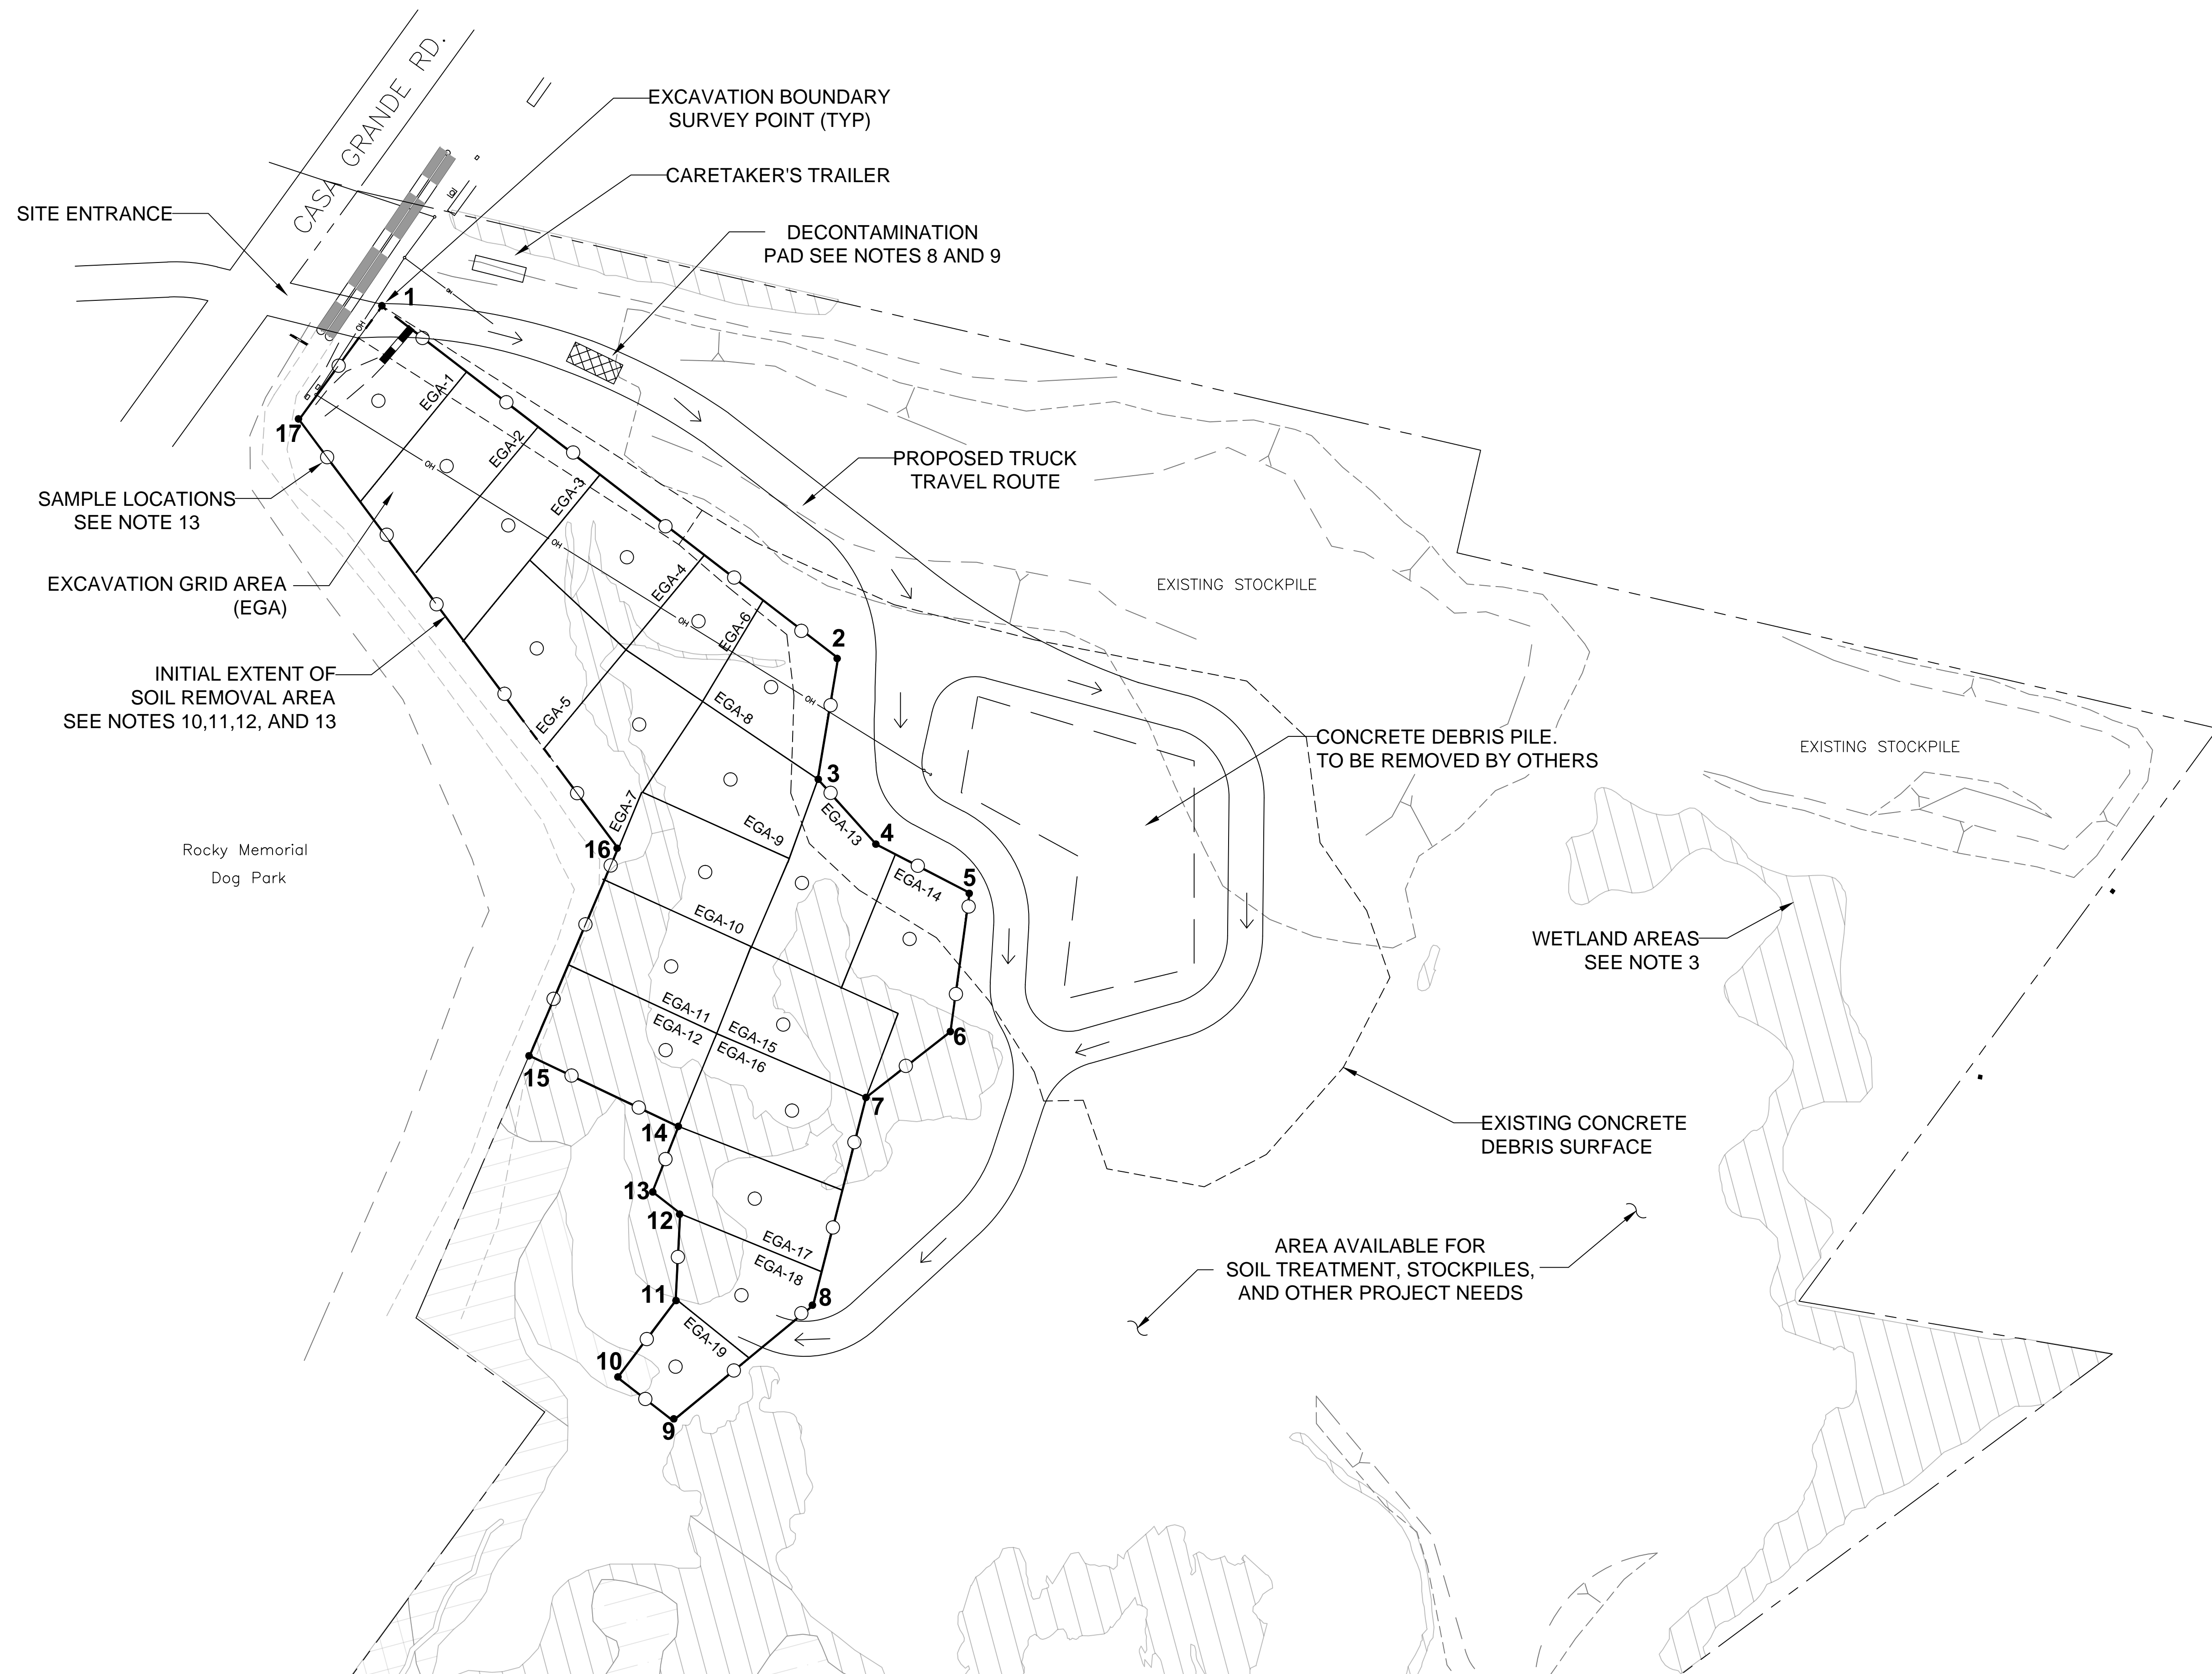 CASA GRANDE RD.
EXCAVATION BOUNDARY
SURVEY POINT (TYP)
CARETAKER'S TRAILER
SITE ENTRANCE
DECONTAMINATION
PAD SEE NOTES 8 AND 9
1
OH
OH
EGA-1
17
EGA-2
PROPOSED TRUCK
TRAVEL ROUTE
OH
EGA-3
SAMPLE LOCATIONS
SEE NOTE 13
OH
EXCAVATION GRID AREA
(EGA)
EGA-4
EXISTING STOCKPILE
OH
EGA-6
2
INITIAL EXTENT OF
SOIL REMOVAL AREA
SEE NOTES 10,11,12, AND 13
OH
EGA-5
EGA-8
CONCRETE DEBRIS PILE.
TO BE REMOVED BY OTHERS
EXISTING STOCKPILE
3
EGA-7
EGA-9
EGA-13
4
16
Rocky Memorial
Dog Park
EGA-14
5
EGA-10
WETLAND AREAS
SEE NOTE 3
EGA-11
EGA-12
EGA-15
EGA-16
6
15
7
14
EXISTING CONCRETE
DEBRIS SURFACE
13
12
EGA-17
EGA-18
AREA AVAILABLE FOR
SOIL TREATMENT, STOCKPILES,
AND OTHER PROJECT NEEDS
11
8
EGA-19
10
9